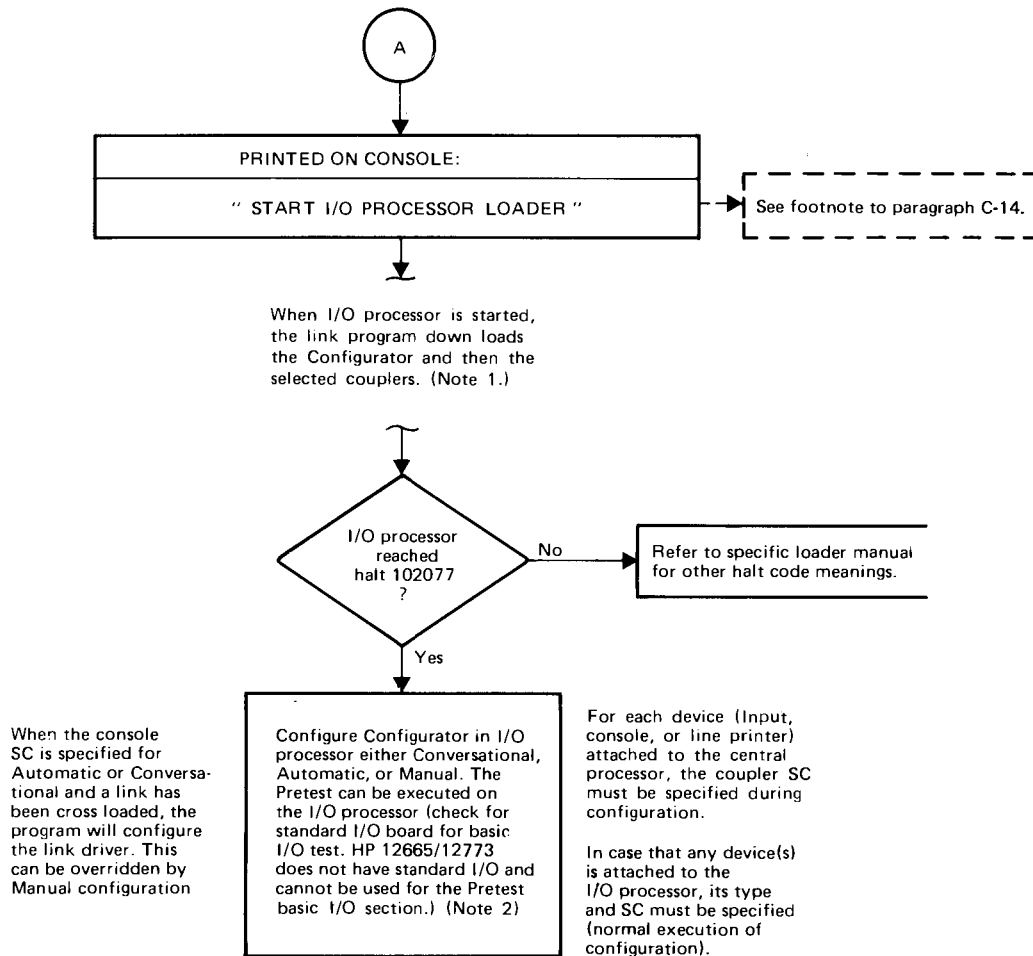 A
PRINTED ON CONSOLE:
" START I/O PROCESSOR LOADER "
See footnote to paragraph C-14.
When I/O processor is started,
the link program down loads
the Configurator and then the
selected couplers. (Note 1.)
I/O processor
reached
halt 102077
?
No
Refer to specific loader manual
for other halt code meanings.
Yes
When the console
SC is specified for
Automatic or Conversa-
tional and a link has
been cross loaded, the
program will configure
the link driver. This
can be overridden by
Manual configuration
Configure Configurator in I/O
processor either Conversational,
Automatic, or Manual. The
Pretest can be executed on
the I/O processor (check for
standard I/O board for basic
I/O test. HP 12665/12773
does not have standard I/O and
cannot be used for the Pretest
basic I/O section.) (Note 2)
For each device (Input,
console, or line printer)
attached to the central
processor, the coupler SC
must be specified during
configuration.
In case that any device(s)
is attached to the
I/O processor, its type
and SC must be specified
(normal execution of
configuration).